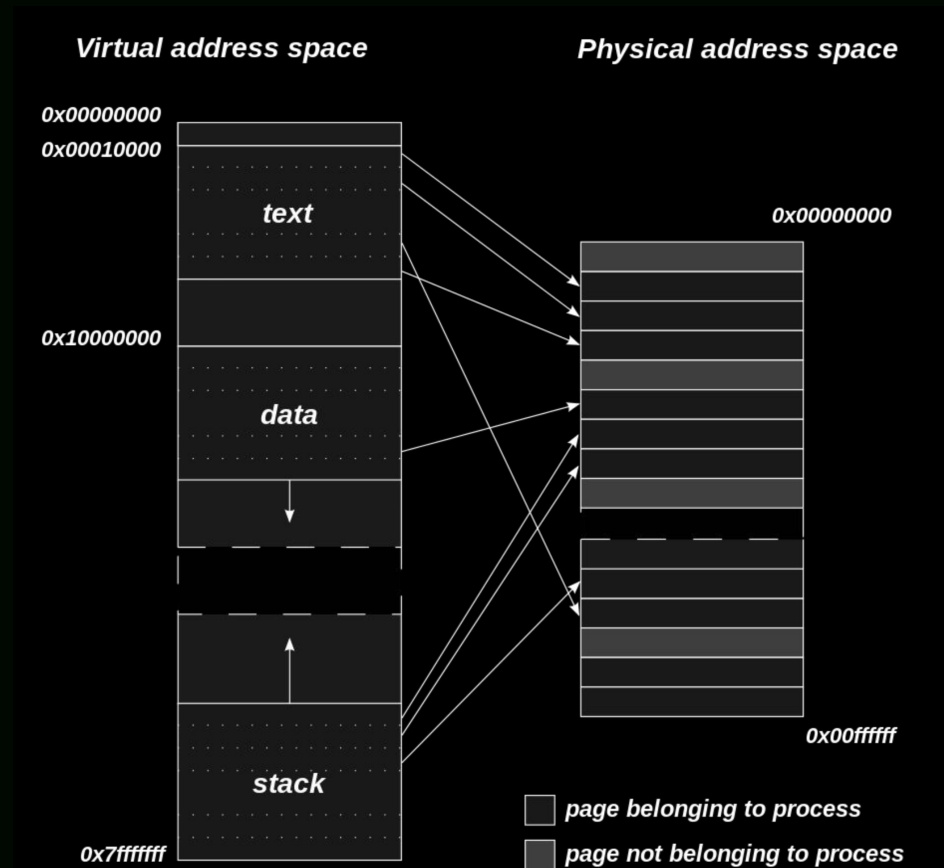 Virtual address space
Physical address space
0x00000000
0x00010000
text
0x00000000
0x10000000
data
stack
0x00ffffff
page belonging to process
0x7fffffff
page not belonging to process